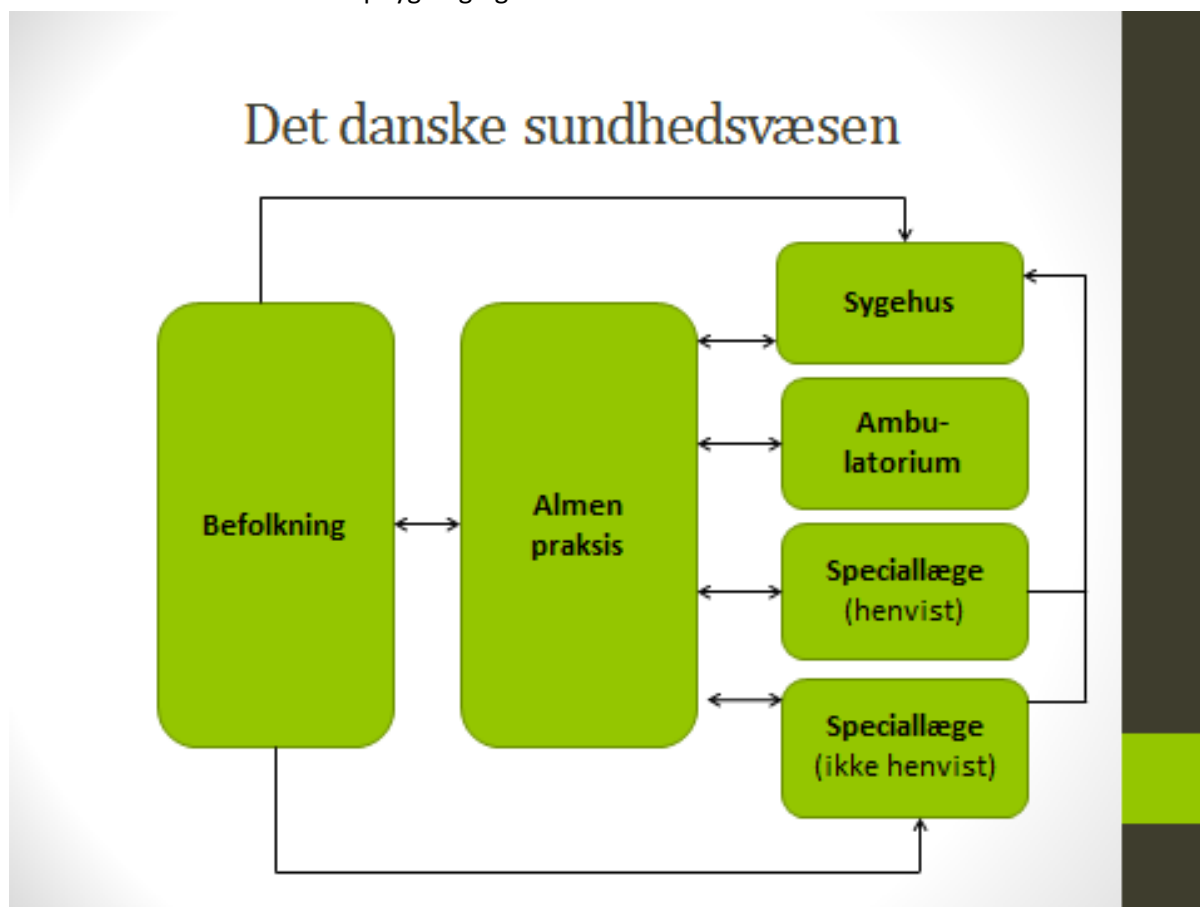 Det danske sundhedsvæsen
Sygehus
Ambu-
latorium
Befolkning
Almen
praksis
Speciallæge
(henvist)
Speciallæge
(ikke henvist)